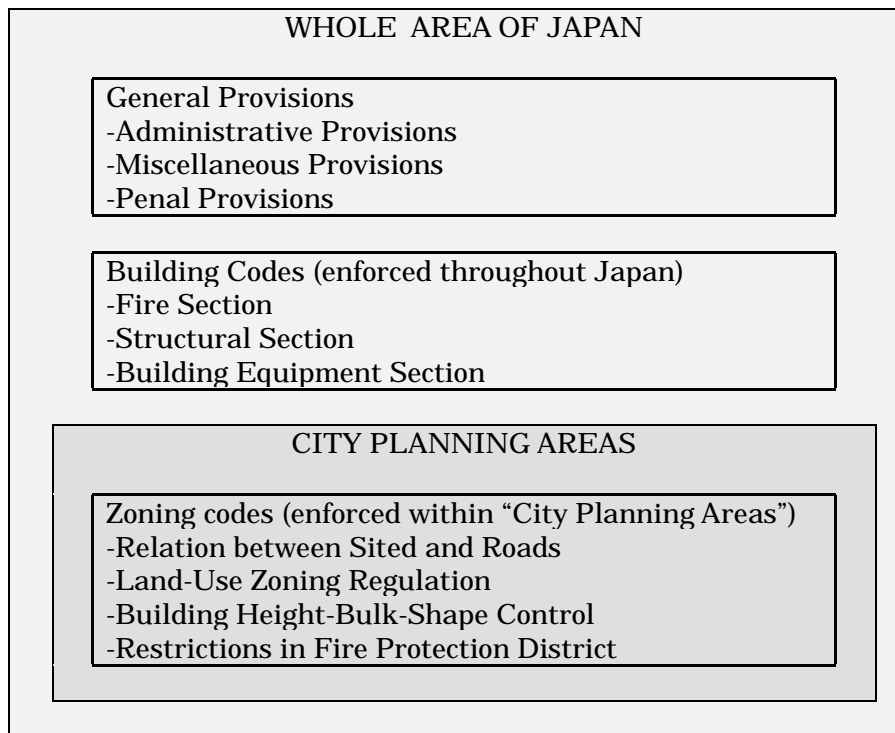 WHOLE AREA OF JAPAN
General Provisions
-Administrative Provisions
-Miscellaneous Provisions
-Penal Provisions
Building Codes (enforced throughout Japan)
-Fire Section
-Structural Section
-Building Equipment Section
CITY PLANNING AREAS
Zoning codes (enforced within “City Planning Areas”)
-Relation between Sited and Roads
-Land-Use Zoning Regulation
-Building Height-Bulk-Shape Control
-Restrictions in Fire Protection District